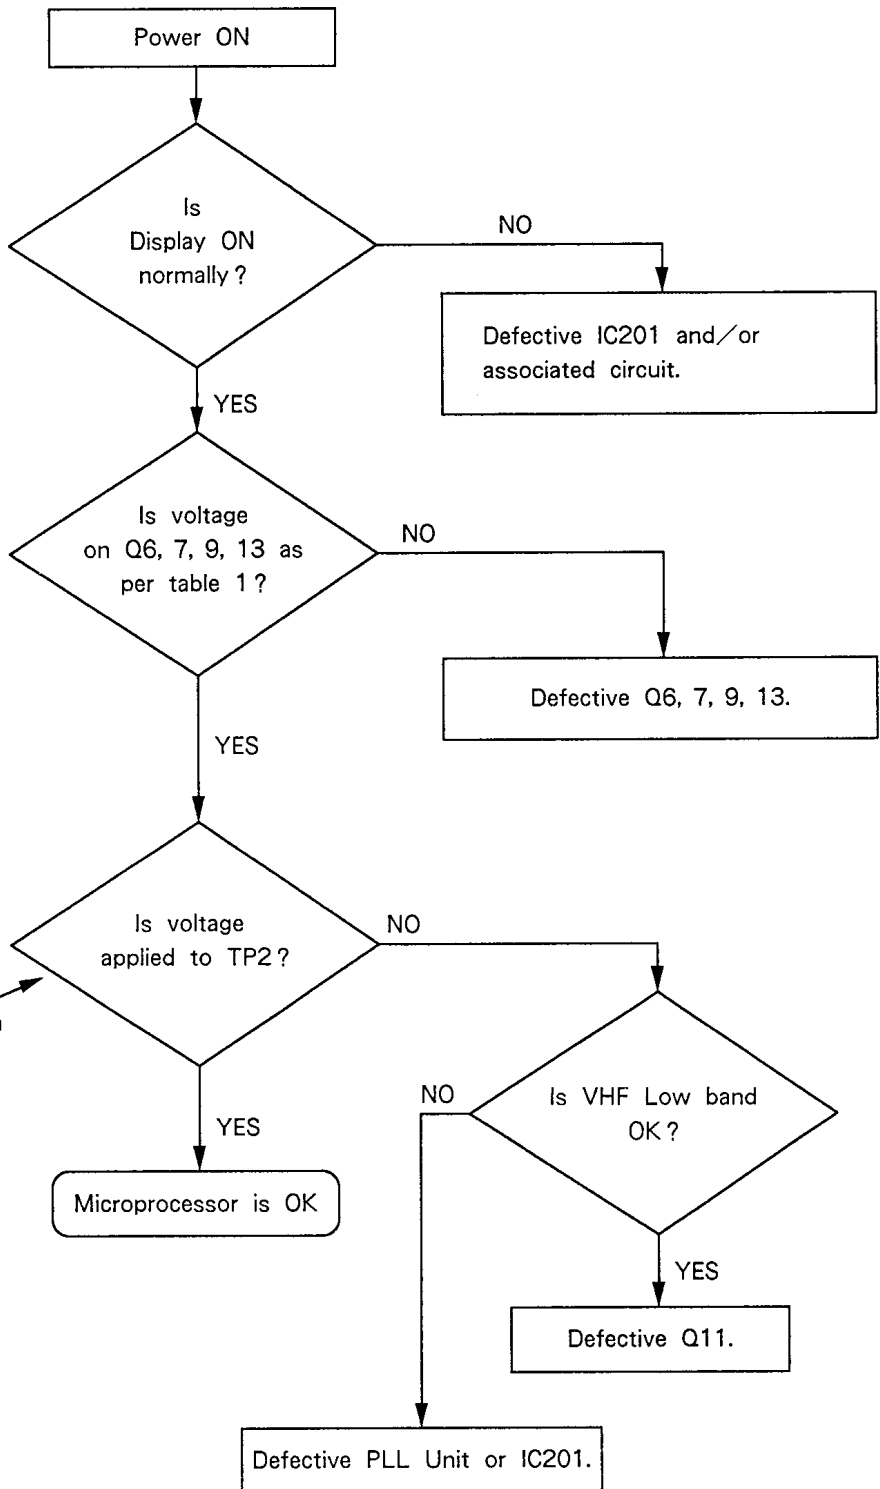 Power ON
Is
Display ON
normally?
NO
Defective IC201 and/or
associated circuit.
YES
Is voltage
on Q6, 7, 9, 13 as
per table 1?
NO
Defective Q6, 7, 9, 13.
YES
Is voltage
applied to TP2?
NO
Is VHF Low band
OK?
NO
YES
Microprocessor is OK
YES
Defective Q11.
Defective PLL Unit or IC201.